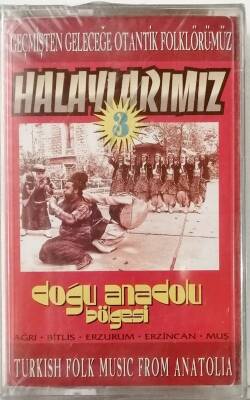 GEÇMİŞTEN GELECEĞE OTANTİK FOLKLORÜMÜZ
HALAYLARIMIZ
3
doğu anadolu
bölgesi
AĞRI • BİTLİS • ERZURUM • ERZİNCAN • MUŞ
TURKISH FOLK MUSIC FROM ANATOLIA